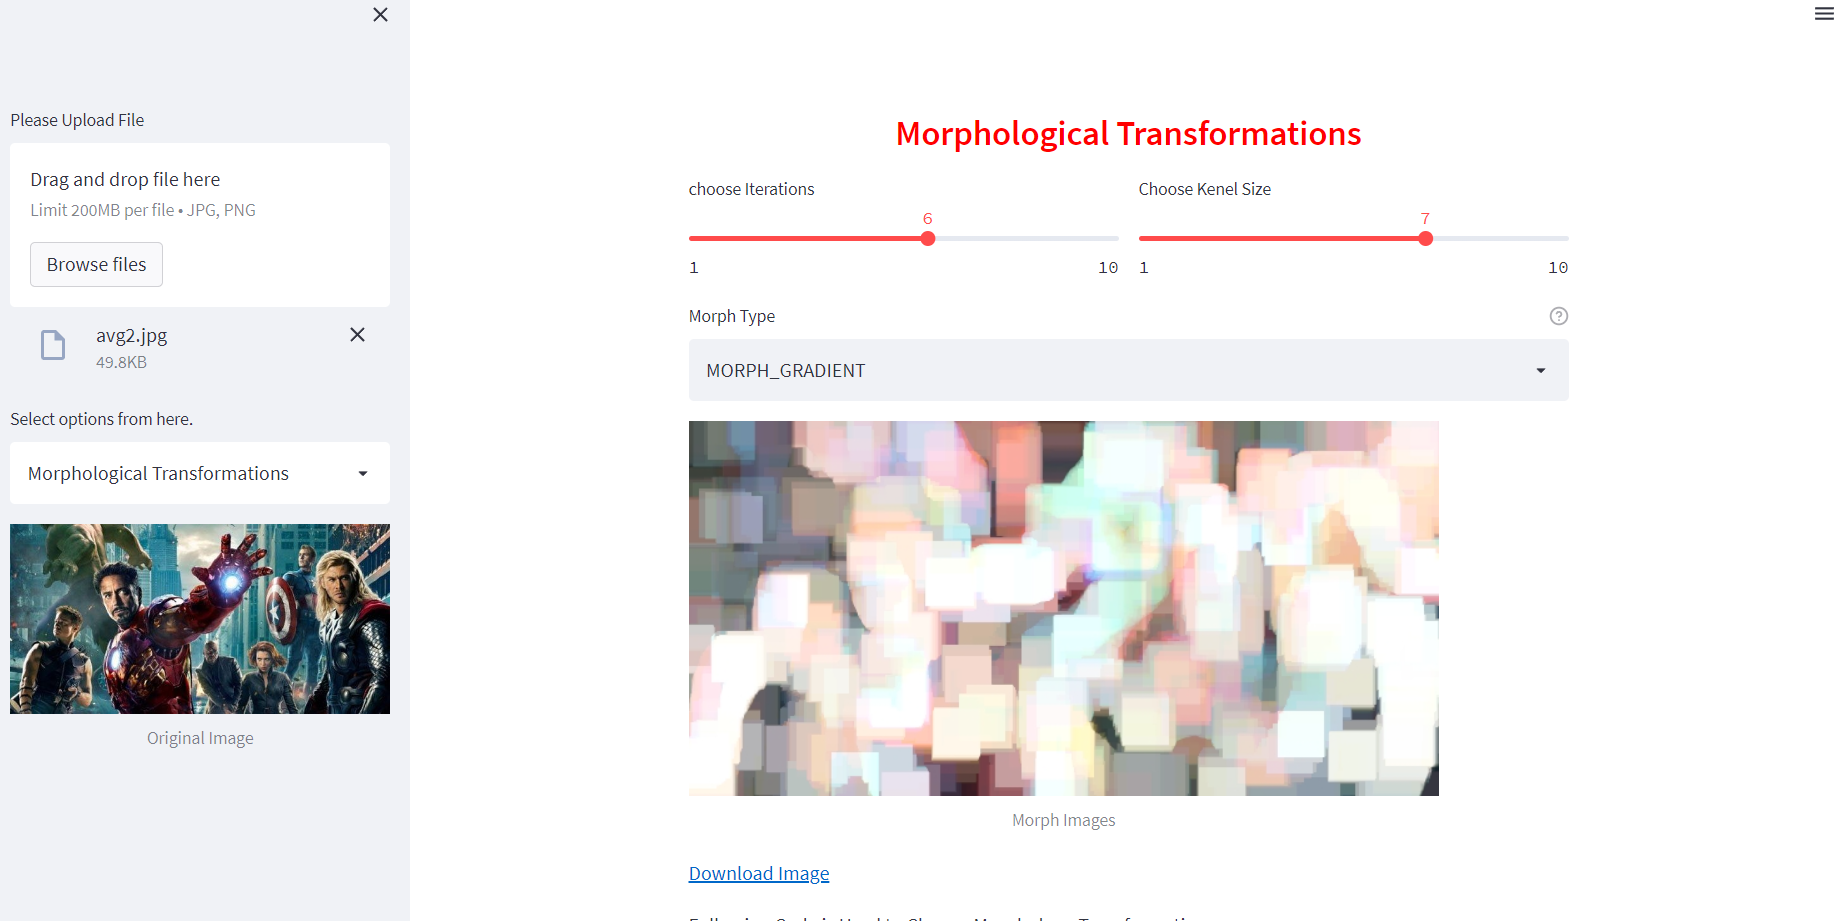 Please Upload File
Drag and drop file here
Limit 200MB per file • JPG, PNG
Browse files
avg2.jpg
49.8KB
Select options from here.
Morphological Transformations
Original Image
Morphological Transformations
choose Iterations
6
1 10
Choose Kenel Size
7
1 10
Morph Type
MORPH_GRADIENT
Morph Images
Download Image